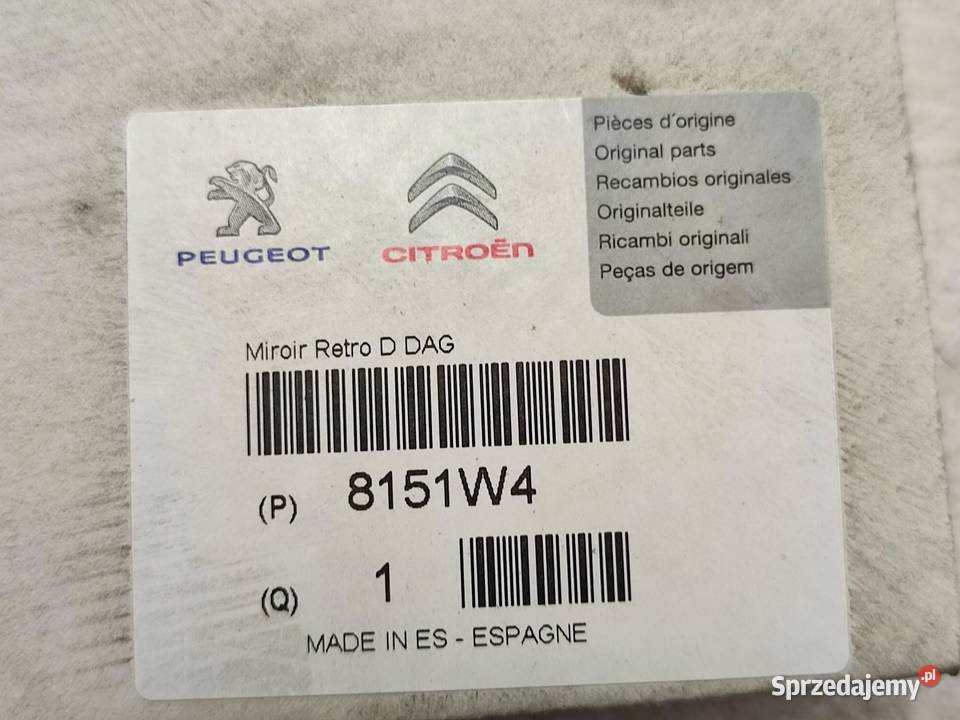 PEUGEOT
CITROËN
Pièces d´origine
Original parts
Recambios originales
Originalteile
Ricambi originali
Peças de origem
Miroir Retro D DAG
(P) 8151W4
(Q) 1
MADE IN ES - ESPAGNE
Sprzedajemy.pl